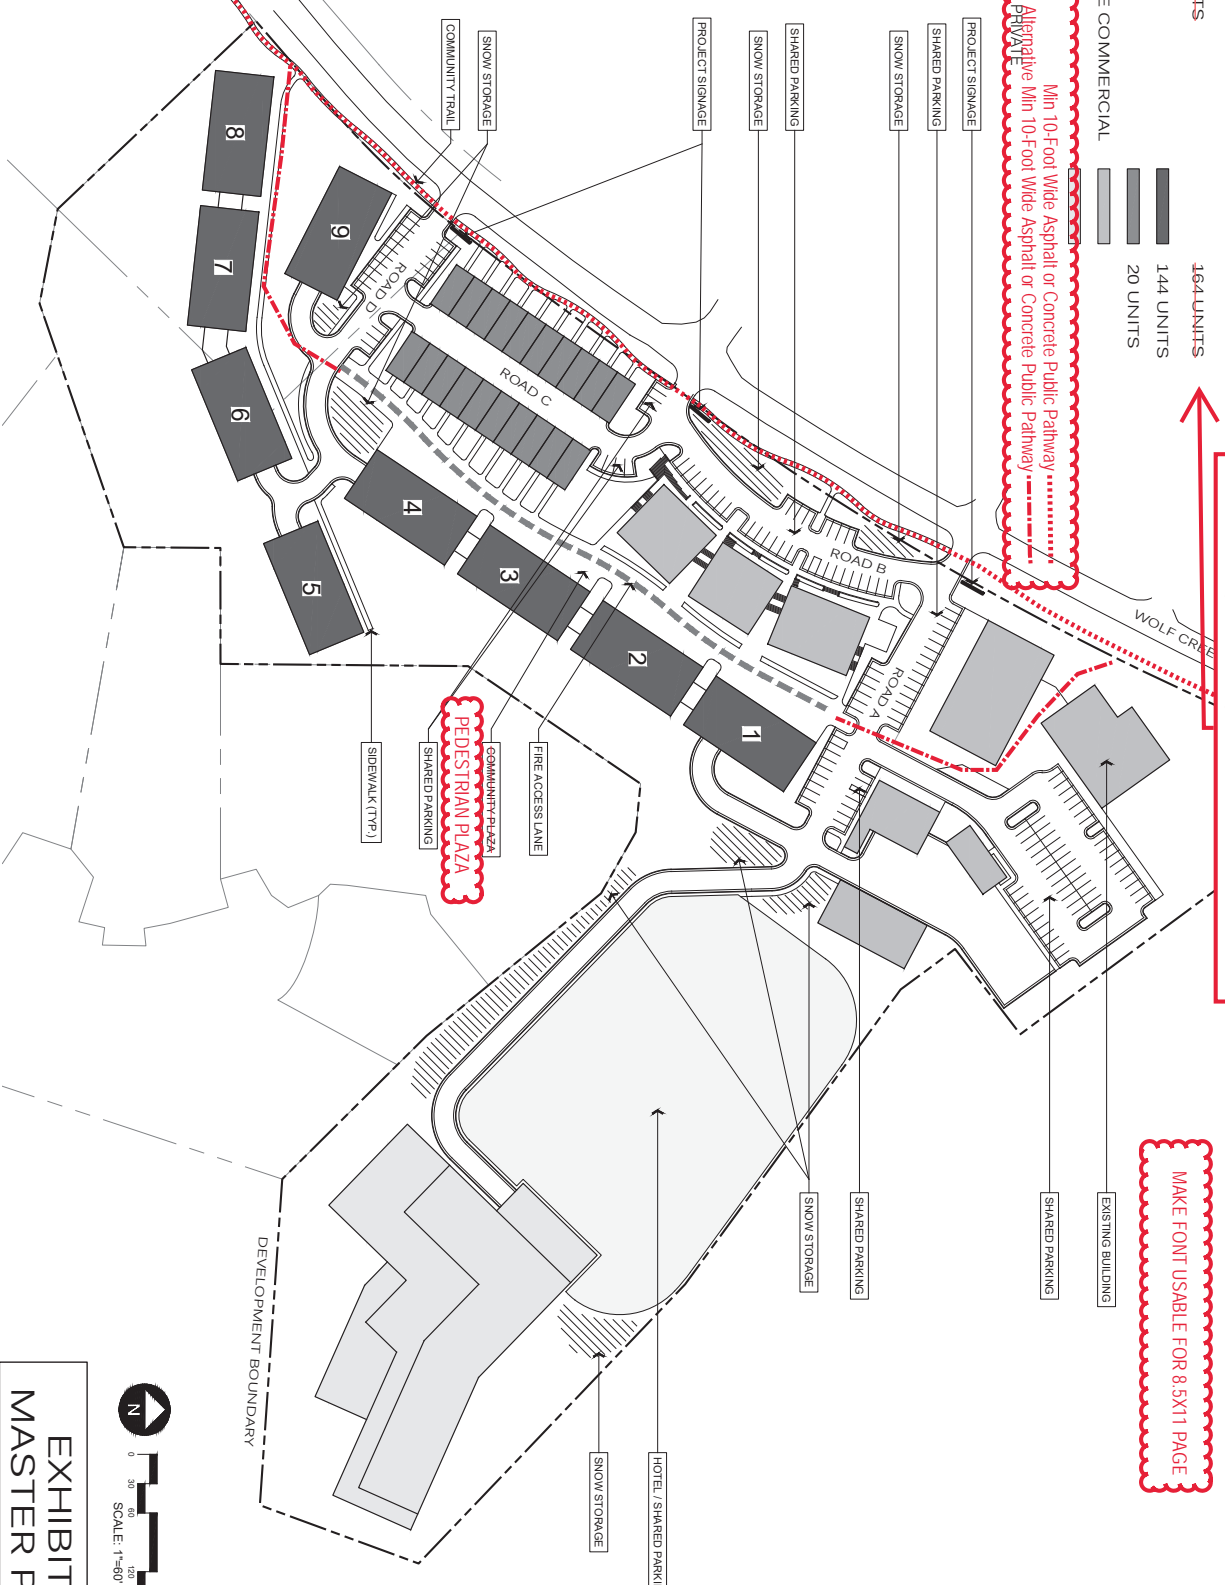 TS
164 UNITS
144 UNITS
20 UNITS
E COMMERCIAL
PRIVATE
Min 10-Foot Wide Asphalt or Concrete Public Pathway
Alternative Min 10-Foot Wide Asphalt or Concrete Public Pathway
PROJECT SIGNAGE
SHARED PARKING
SNOW STORAGE
SHARED PARKING
SNOW STORAGE
PROJECT SIGNAGE
SNOW STORAGE
COMMUNITY TRAIL
WOLF CREE
ROAD A
ROAD B
ROAD C
ROAD D
1
2
3
4
5
6
7
8
9
FIRE ACCESS LANE
COMMUNITY PLAZA
PEDESTRIAN PLAZA
SHARED PARKING
SIDEWALK (TYP.)
MAKE FONT USABLE FOR 8.5X11 PAGE
EXISTING BUILDING
SHARED PARKING
SHARED PARKING
SNOW STORAGE
HOTEL / SHARED PARKI
SNOW STORAGE
DEVELOPMENT BOUNDARY
N
0 30 60 120
SCALE: 1"=60'
EXHIBIT
MASTER P